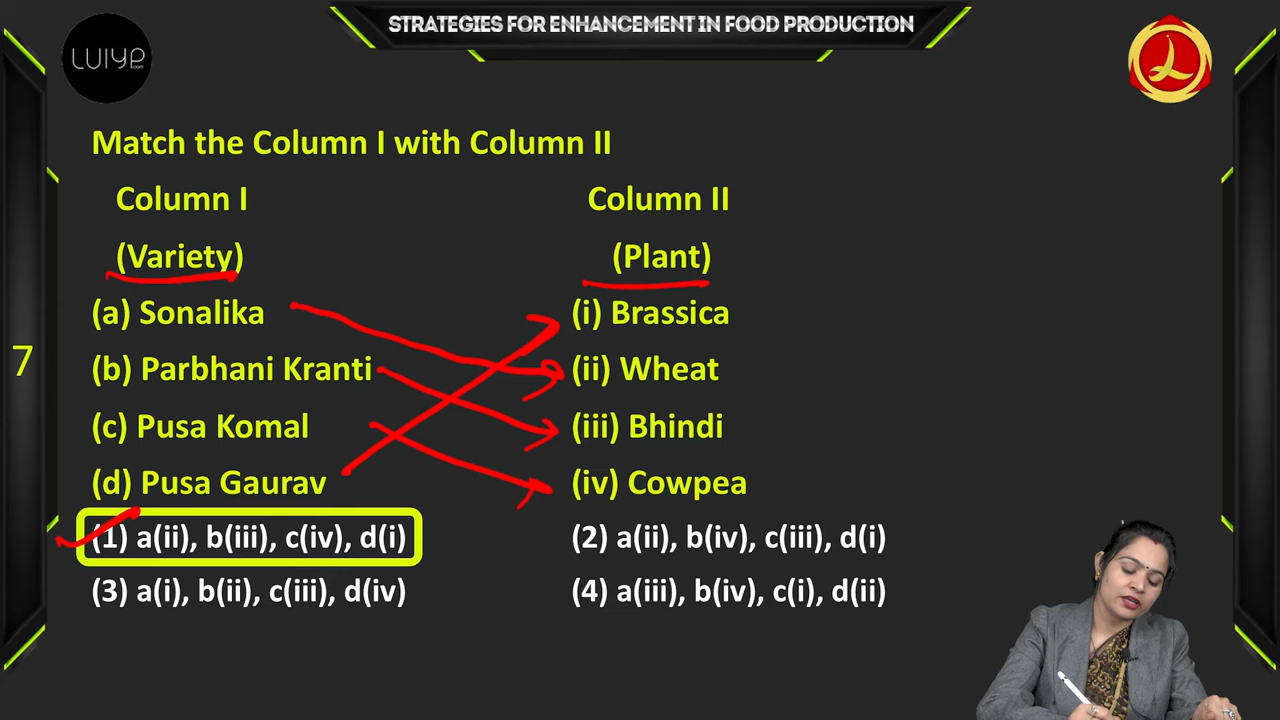 STRATEGIES FOR ENHANCEMENT IN FOOD PRODUCTION
LUIYP
.com
Match the Column I with Column II
Column I Column II
(Variety) (Plant)
(a) Sonalika (i) Brassica
7
(b) Parbhani Kranti (ii) Wheat
(c) Pusa Komal (iii) Bhindi
(d) Pusa Gaurav (iv) Cowpea
(1) a(ii), b(iii), c(iv), d(i) (2) a(ii), b(iv), c(iii), d(i)
(3) a(i), b(ii), c(iii), d(iv) (4) a(iii), b(iv), c(i), d(ii)